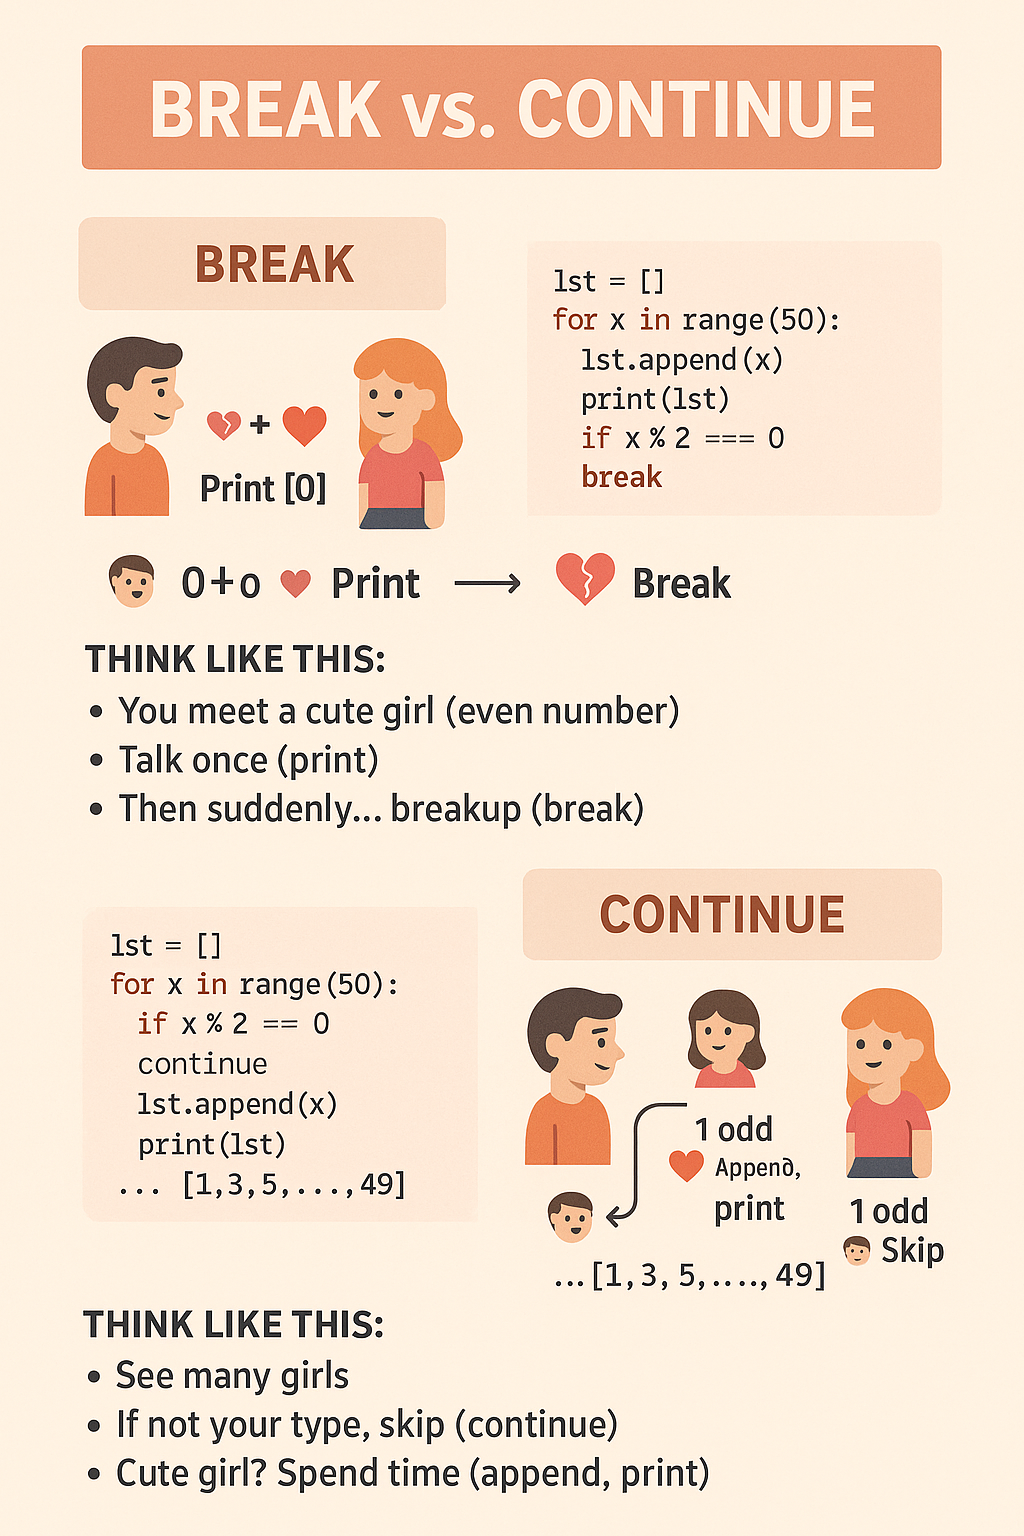 BREAK vs. CONTINUE
BREAK
lst = []
for x in range(50):
lst.append(x)
print(lst)
if x % 2 === 0
break
+
Print [0]
0+o Print → Break
THINK LIKE THIS:
• You meet a cute girl (even number)
• Talk once (print)
• Then suddenly... breakup (break)
CONTINUE
lst = []
for x in range(50):
if x % 2 == 0
continue
lst.append(x)
print(lst)
... [1,3,5,...,49]
1 odd
Appen∂,
print
1 odd
Skip
...[1, 3, 5,...., 49]
THINK LIKE THIS:
• See many girls
• If not your type, skip (continue)
• Cute girl? Spend time (append, print)